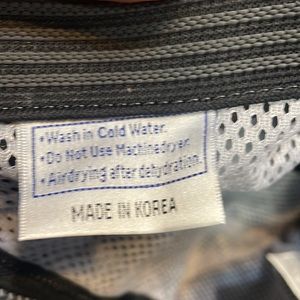 •Wash in Cold Water.
•Do Not Use Machinedryer.
•Airdrying after dehydration.
MADE IN KOREA